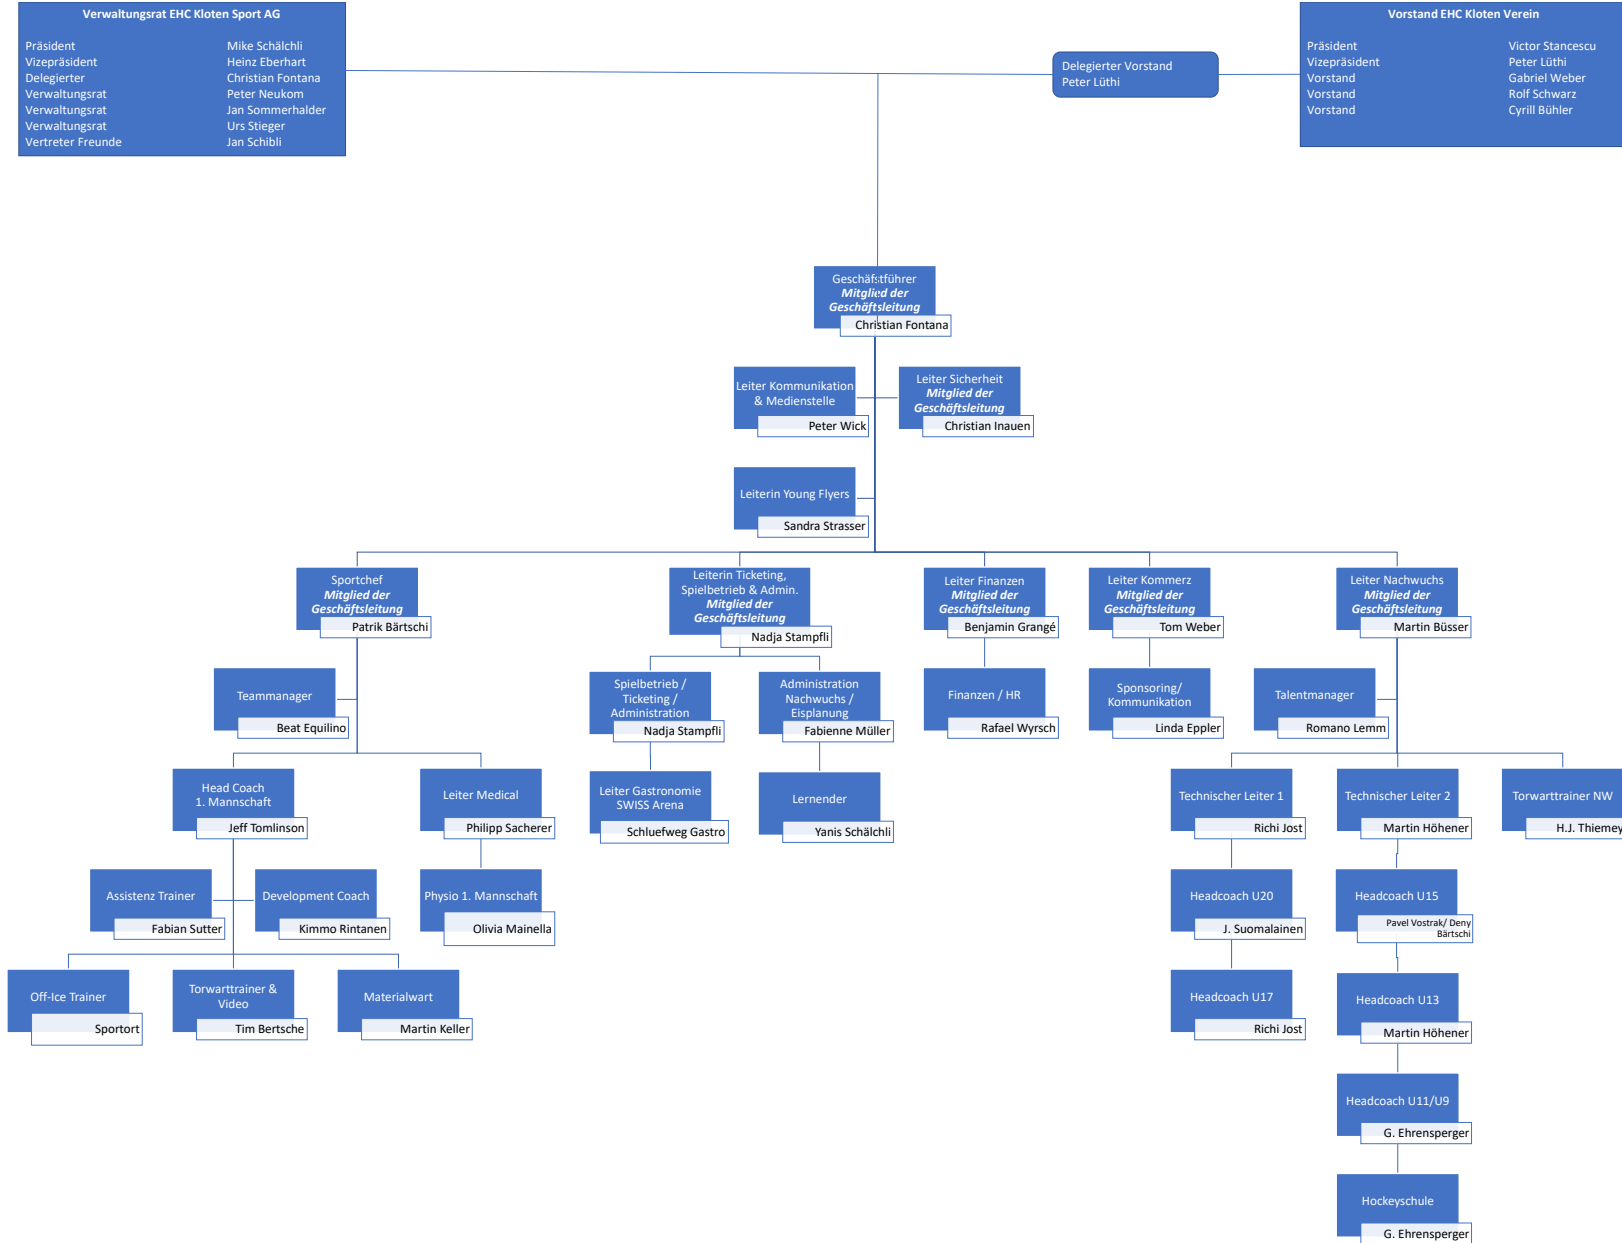 Verwaltungsrat EHC Kloten Sport AG
Präsident Mike Schälchli
Vizepräsident Heinz Eberhart
Delegierter Christian Fontana
Verwaltungsrat Peter Neukom
Verwaltungsrat Jan Sommerhalder
Verwaltungsrat Urs Stieger
Vertreter Freunde Jan Schibli
Delegierter Vorstand
Peter Lüthi
Vorstand EHC Kloten Verein
Präsident Victor Stancescu
Vizepräsident Peter Lüthi
Vorstand Gabriel Weber
Vorstand Rolf Schwarz
Vorstand Cyrill Bühler
Geschäftsführer
Mitglied der
Geschäftsleitung
Christian Fontana
Leiter Kommunikation
& Medienstelle
Peter Wick
Leiter Sicherheit
Mitglied der
Geschäftsleitung
Christian Inauen
Leiterin Young Flyers
Sandra Strasser
Sportchef
Mitglied der
Geschäftsleitung
Patrik Bärtschi
Leiterin Ticketing,
Spielbetrieb & Admin.
Mitglied der
Geschäftsleitung
Nadja Stampfli
Leiter Finanzen
Mitglied der
Geschäftsleitung
Benjamin Grangé
Leiter Kommerz
Mitglied der
Geschäftsleitung
Tom Weber
Leiter Nachwuchs
Mitglied der
Geschäftsleitung
Martin Büsser
Teammanager
Beat Equilino
Spielbetrieb /
Ticketing /
Administration
Nadja Stampfli
Administration
Nachwuchs /
Eisplanung
Fabienne Müller
Finanzen / HR
Rafael Wyrsch
Sponsoring/
Kommunikation
Linda Eppler
Talentmanager
Romano Lemm
Head Coach
1. Mannschaft
Jeff Tomlinson
Leiter Medical
Philipp Sacherer
Leiter Gastronomie
SWISS Arena
Schluefweg Gastro
Lernender
Yanis Schälchli
Technischer Leiter 1
Richi Jost
Technischer Leiter 2
Martin Höhener
Torwarttrainer NW
H.J. Thiemey
Assistenz Trainer
Fabian Sutter
Development Coach
Kimmo Rintanen
Physio 1. Mannschaft
Olivia Mainella
Headcoach U20
J. Suomalainen
Headcoach U15
Pavel Vostrak/ Deny
Bärtschi
Off-Ice Trainer
Sportort
Torwarttrainer &
Video
Tim Bertsche
Materialwart
Martin Keller
Headcoach U17
Richi Jost
Headcoach U13
Martin Höhener
Headcoach U11/U9
G. Ehrensperger
Hockeyschule
G. Ehrensperger